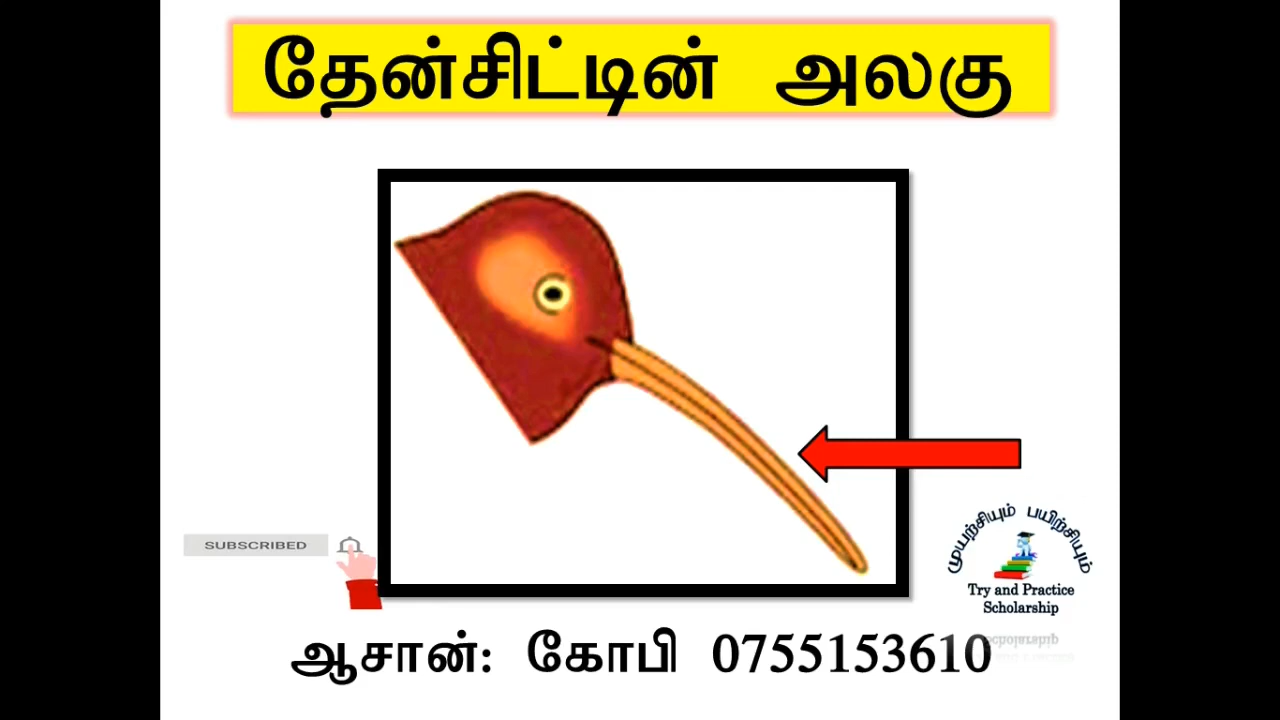 தேன்சிட்டின் அலகு
SUBSCRIBED
முயற்சியும் பயிற்சியும்
Try and Practice
Scholarship
ஆசான்: கோபி 0755153610